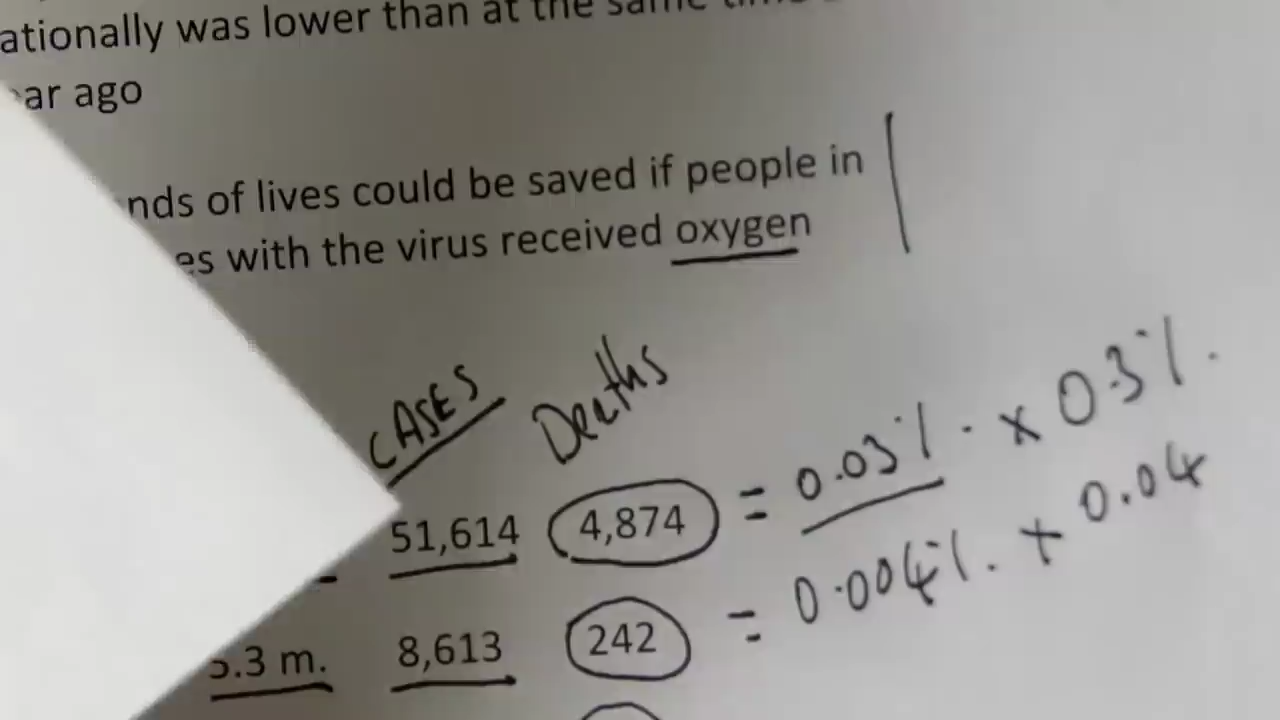 ationally was lower than at the same time
ar ago
nds of lives could be saved if people in
es with the virus received oxygen
CASES Deaths
51,614 4,874 = 0.03%. x 0.3%.
.3 m. 8,613 242 = 0.004%. + 0.04